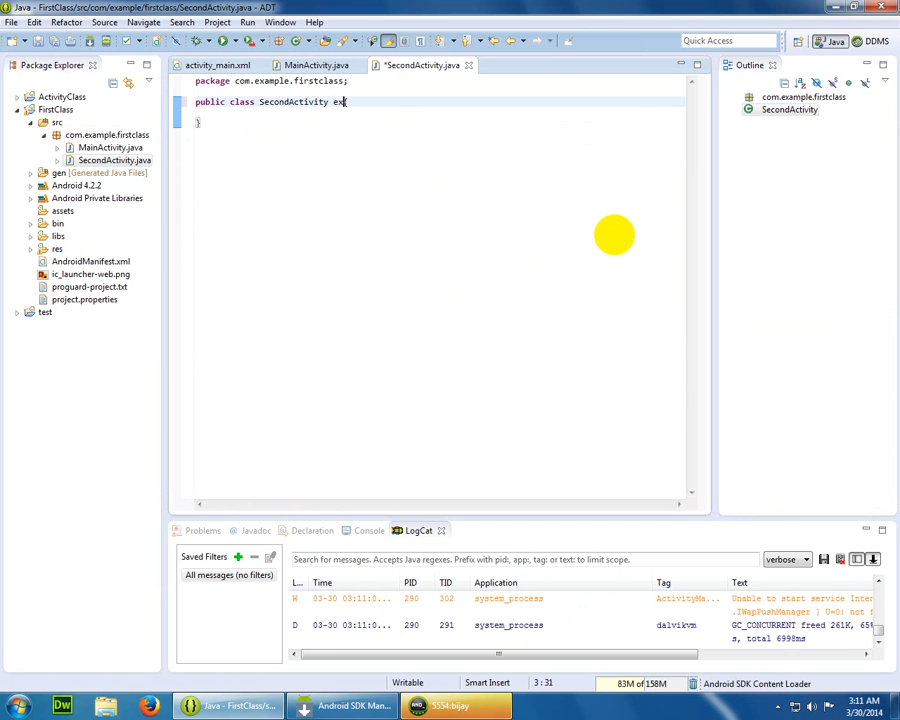 Java - FirstClass/src/com/example/firstclass/SecondActivity.java - ADT
File Edit Refactor Source Navigate Search Project Run Window Help
Quick Access
Java
DDMS
Package Explorer
ActivityClass
FirstClass
src
com.example.firstclass
MainActivity.java
SecondActivity.java
gen [Generated Java Files]
Android 4.2.2
Android Private Libraries
assets
bin
libs
res
AndroidManifest.xml
ic_launcher-web.png
proguard-project.txt
project.properties
test
activity_main.xml
MainActivity.java
*SecondActivity.java
package com.example.firstclass;
public class SecondActivity ex{
}
Outline
com.example.firstclass
SecondActivity
Problems
Javadoc
Declaration
Console
LogCat
Saved Filters
All messages (no filters)
Search for messages. Accepts Java regexes. Prefix with pid:, app:, tag: or text: to limit scope.
verbose
L... Time PID TID Application Tag Text
W 03-30 03:11:0... 290 302 system_process ActivityMa... Unable to start service Inten
.IWapPushManager } U=0: not f
D 03-30 03:11:0... 290 291 system_process dalvikvm GC_CONCURRENT freed 261K, 65%
s, total 6998ms
Writable
Smart Insert
3 : 31
83M of 158M
Android SDK Content Loader
Dw
Java - FirstClass/s...
Android SDK Man...
5554:bijay
3:11 AM
3/30/2014